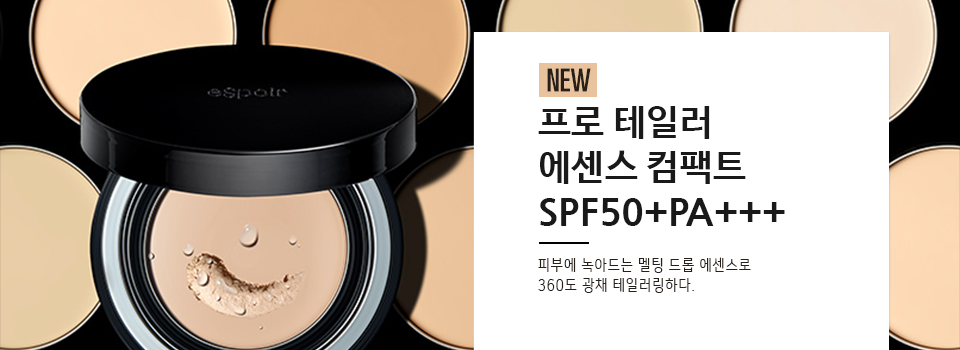 espoir
NEW
프로 테일러
에센스 컴팩트
SPF50+PA+++
피부에 녹아드는 멜팅 드롭 에센스로
360도 광채 테일러링하다.